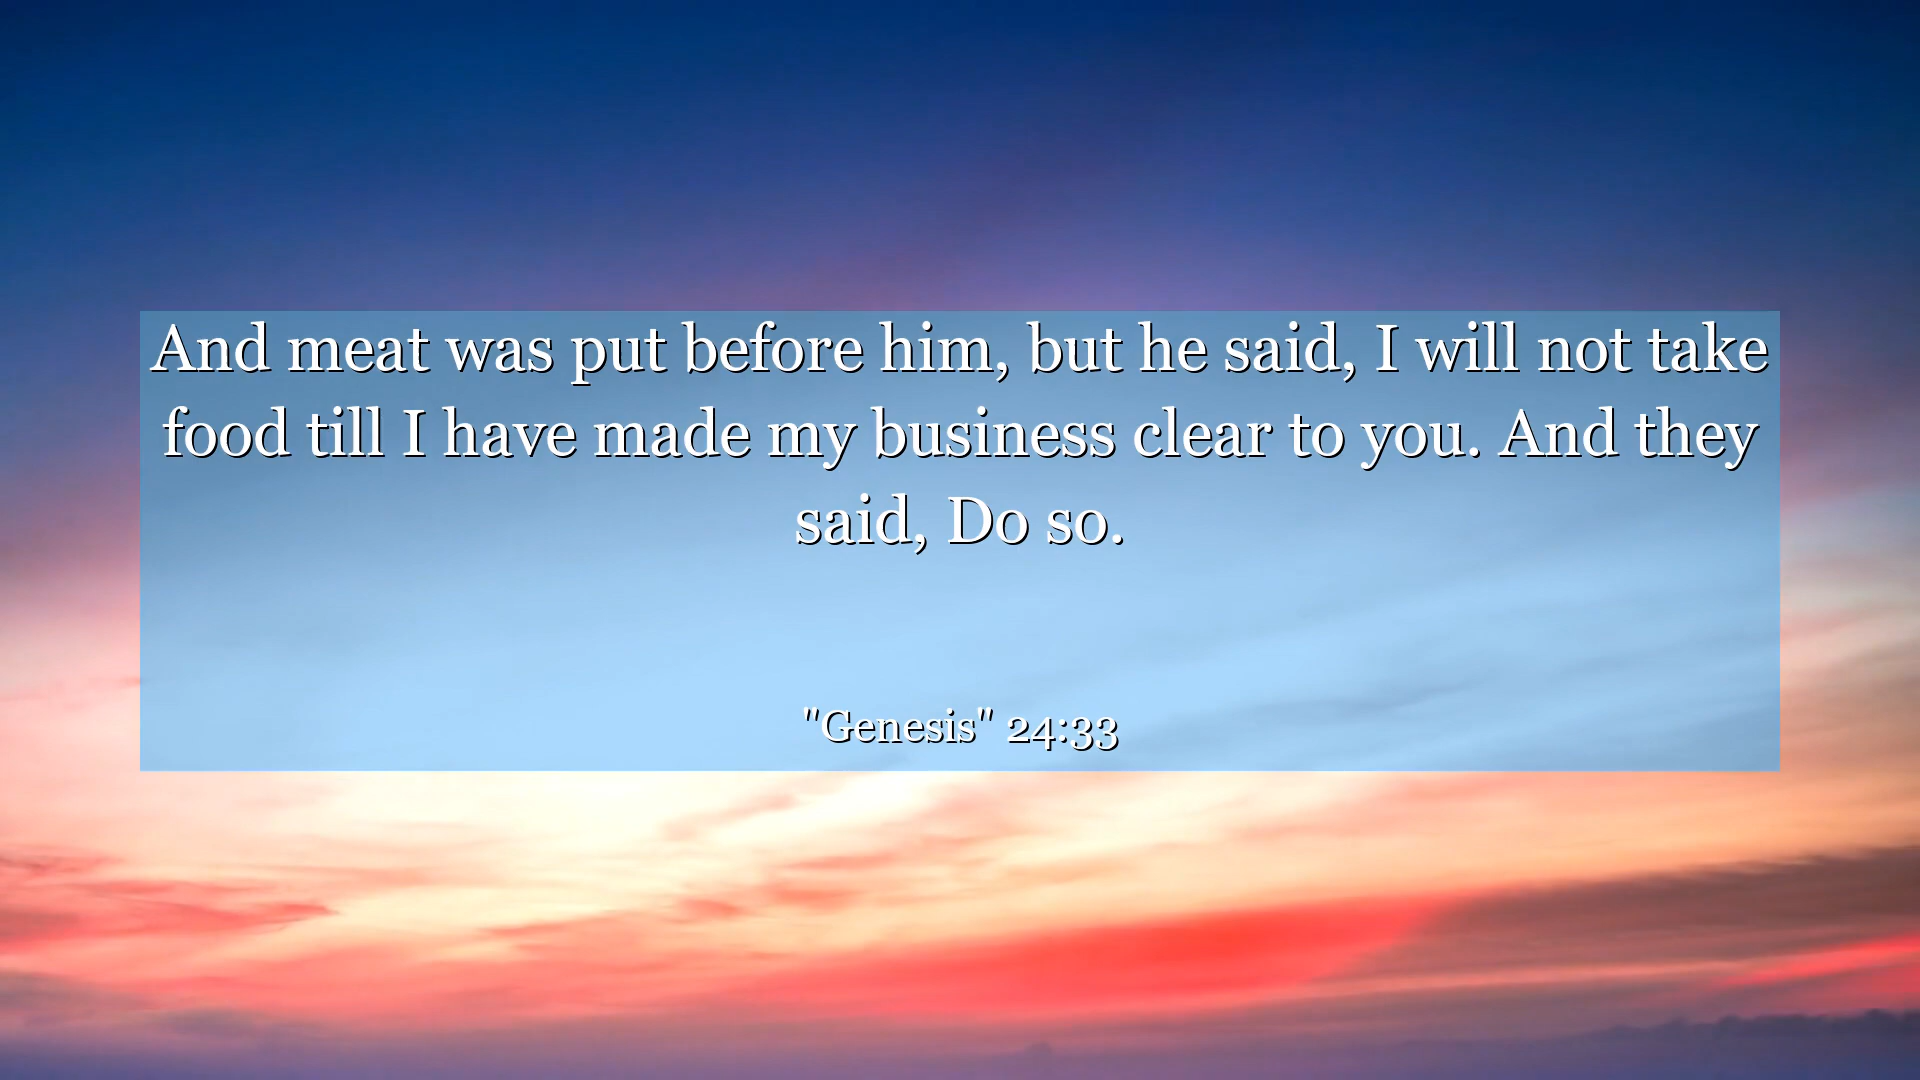 And meat was put before him, but he said, I will not take
food till I have made my business clear to you. And they
said, Do so.
"Genesis" 24:33